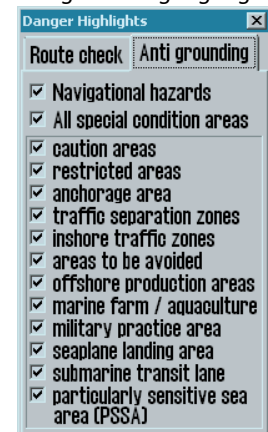 Danger Highlights
Route check Anti grounding
Navigational hazards
All special condition areas
caution areas
restricted areas
anchorage area
traffic separation zones
inshore traffic zones
areas to be avoided
offshore production areas
marine farm / aquaculture
military practice area
seaplane landing area
submarine transit lane
particularly sensitive sea
area (PSSA)